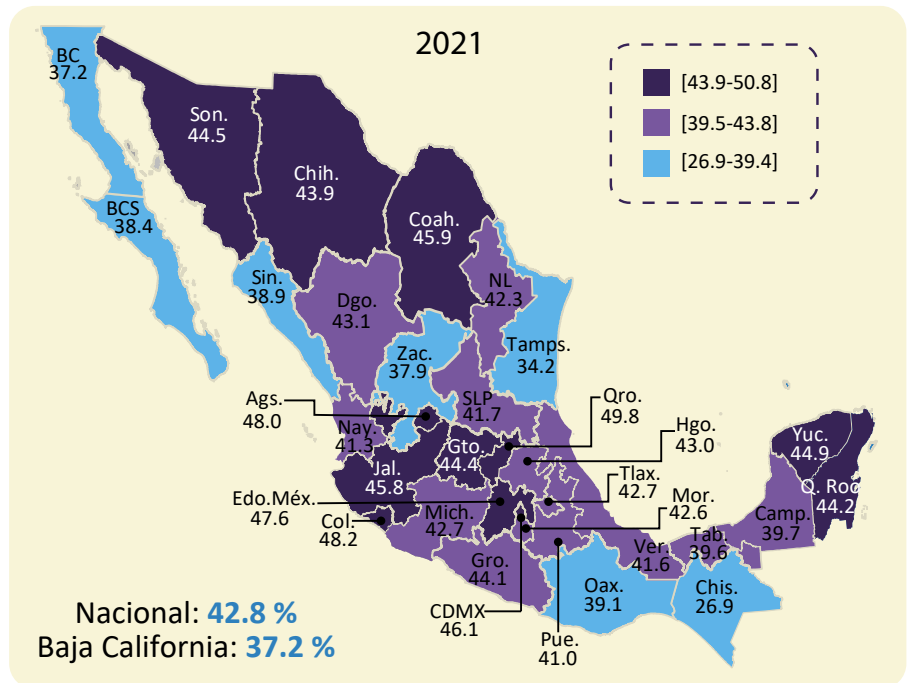 2021
[43.9-50.8]
[39.5-43.8]
[26.9-39.4]
BC
37.2
BCS
38.4
Son.
44.5
Chih.
43.9
Coah.
45.9
NL
42.3
Sin.
38.9
Dgo.
43.1
Zac.
37.9
Tamps.
34.2
SLP
41.7
Ags.
48.0
Nay.
41.3
Jal.
45.8
Gto.
44.4
Qro.
49.8
Hgo.
43.0
Tlax.
42.7
Mor.
42.6
Edo.Méx.
47.6
Col.
48.2
Mich.
42.7
Gro.
44.1
CDMX
46.1
Pue.
41.0
Ver.
41.6
Tab.
39.6
Oax.
39.1
Chis.
26.9
Camp.
39.7
Yuc.
44.9
Q. Roo
44.2
Nacional: 42.8 %
Baja California: 37.2 %